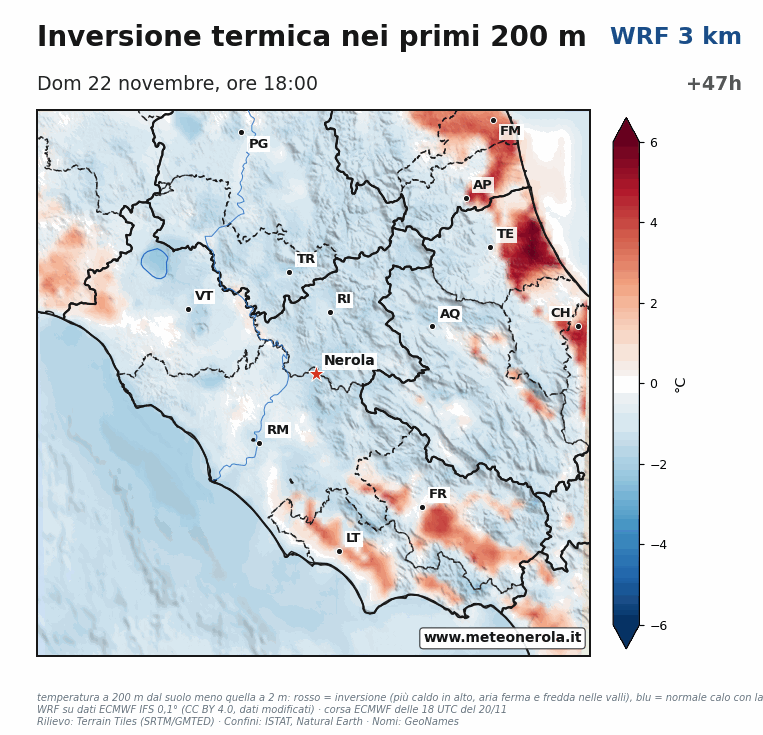 Inversione termica nei primi 200 m WRF 3 km
Dom 22 novembre, ore 18:00 +47h
FM
PG
AP
TE
TR
VT
RI
AQ
CH
Nerola
RM
FR
LT
www.meteonerola.it
6
4
2
0
−2
−4
−6
°C
temperatura a 200 m dal suolo meno quella a 2 m: rosso = inversione (più caldo in alto, aria ferma e fredda nelle valli), blu = normale calo con la
WRF su dati ECMWF IFS 0,1° (CC BY 4.0, dati modificati) · corsa ECMWF delle 18 UTC del 20/11
Rilievo: Terrain Tiles (SRTM/GMTED) · Confini: ISTAT, Natural Earth · Nomi: GeoNames